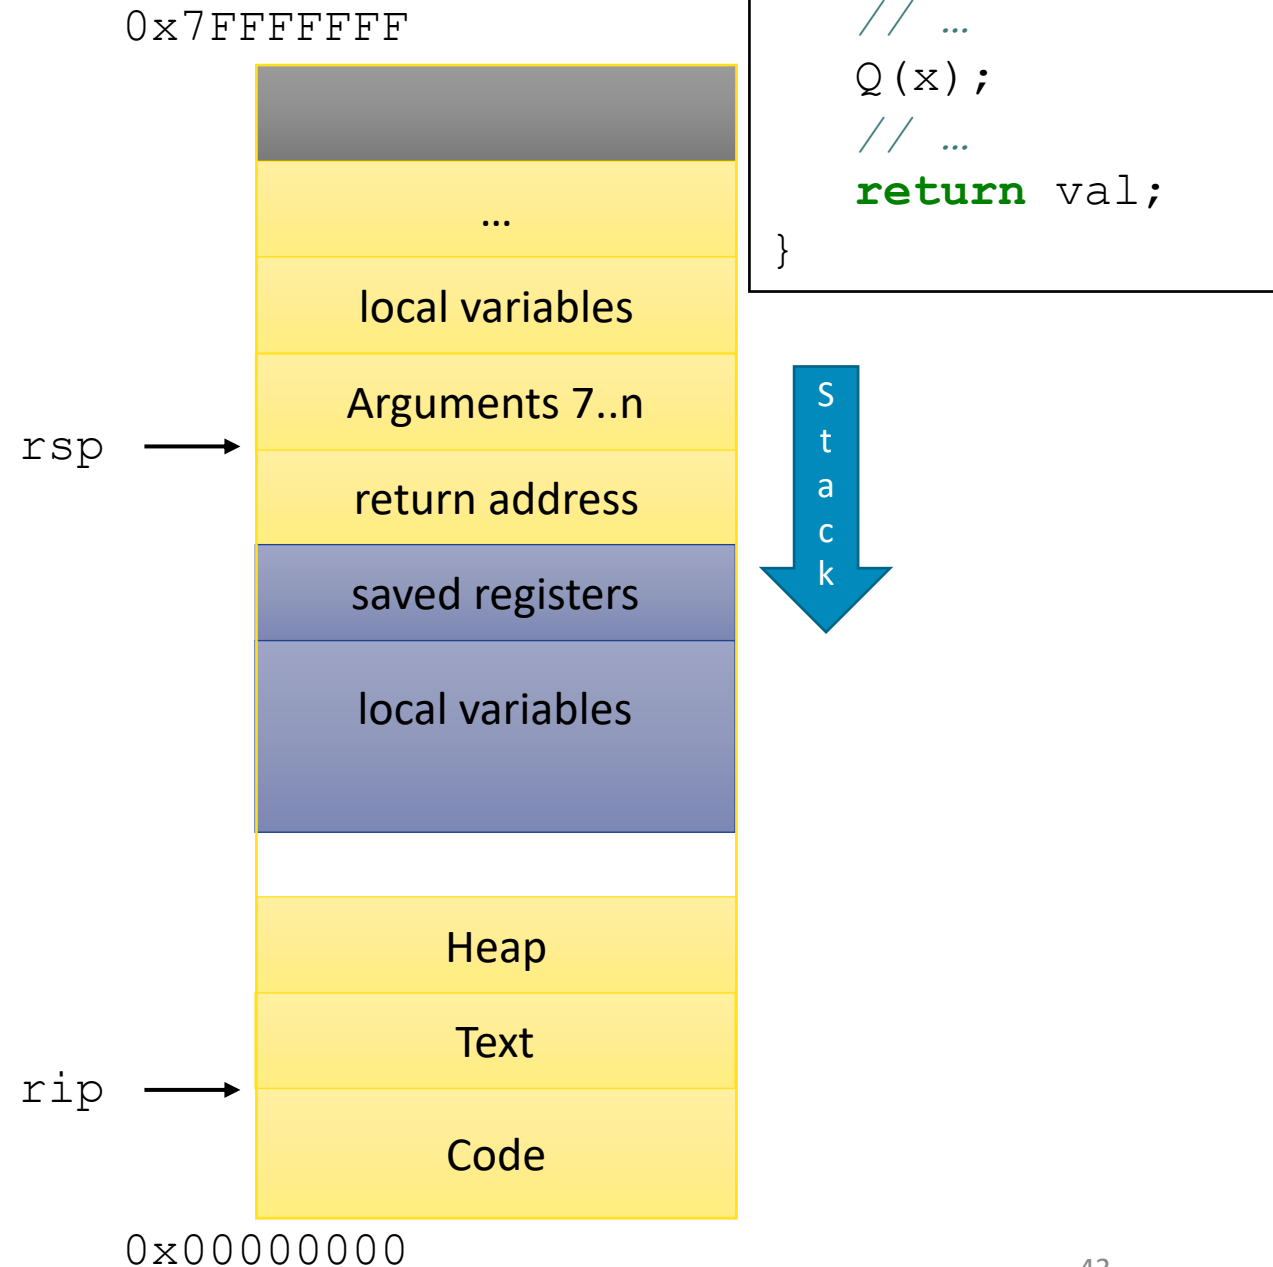 0x7FFFFFFF
// …
Q(x);
// …
return val;
}
…
local variables
Arguments 7..n
rsp
return address
saved registers
local variables
Stack
Heap
Text
rip
Code
0x00000000